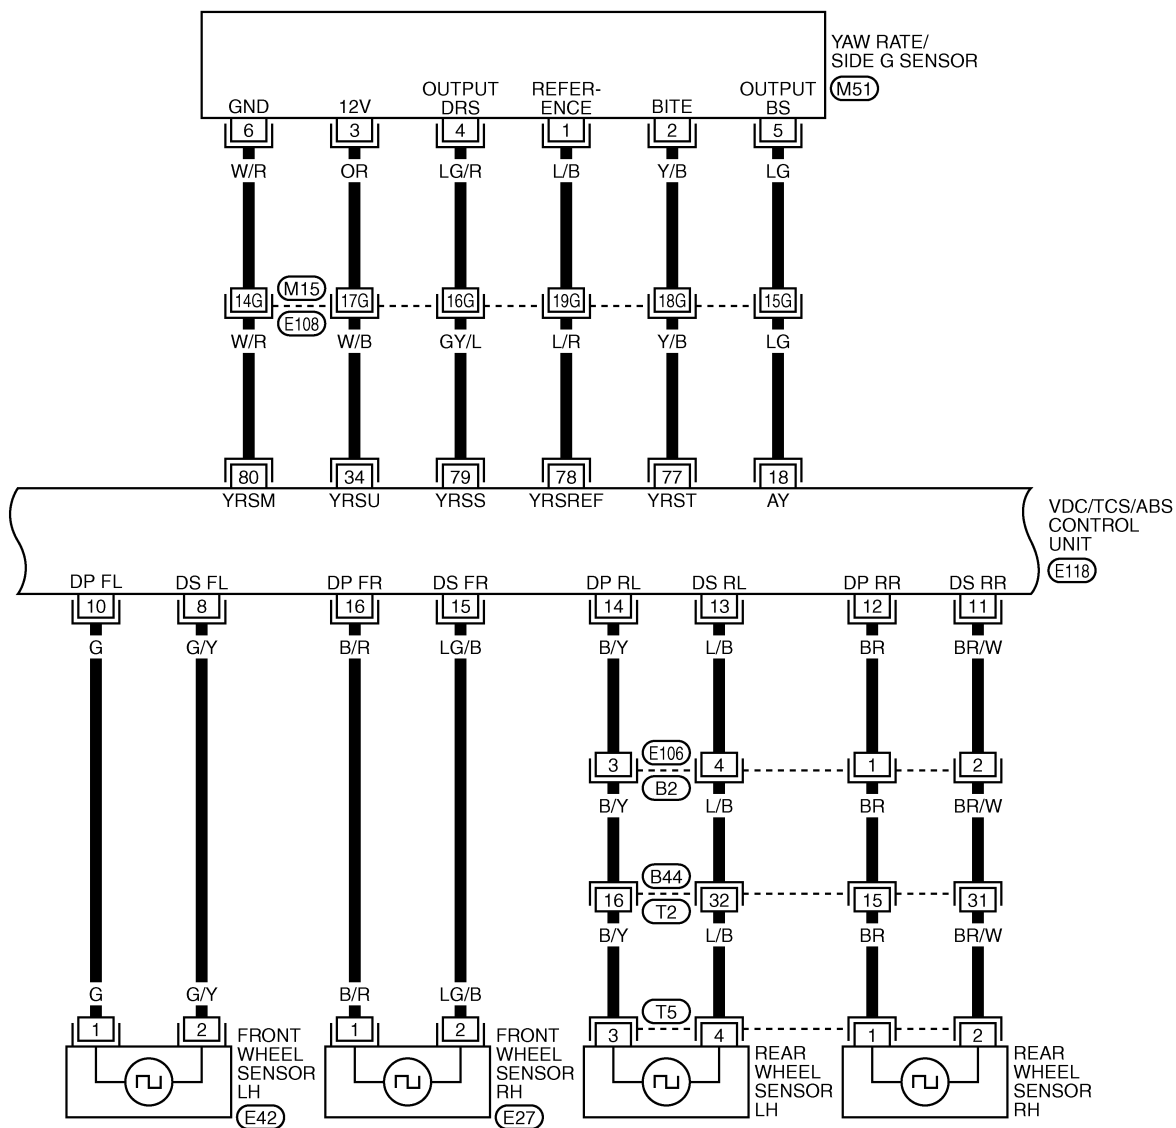 YAW RATE/
SIDE G SENSOR
M51
GND 12V OUTPUT DRS REFER-ENCE BITE OUTPUT BS
6 3 4 1 2 5
W/R OR LG/R L/B Y/B LG
M15
14G 17G 16G 19G 18G 15G
E108
W/R W/B GY/L L/R Y/B LG
80 34 79 78 77 18
YRSM YRSU YRSS YRSREF YRST AY
VDC/TCS/ABS
CONTROL
UNIT
E118
DP FL DS FL DP FR DS FR DP RL DS RL DP RR DS RR
10 8 16 15 14 13 12 11
G G/Y B/R LG/B B/Y L/B BR BR/W
E106
3 4 1 2
B2
B/Y L/B BR BR/W
B44
16 32 15 31
T2
B/Y L/B BR BR/W
G G/Y B/R LG/B
T5
1 2 1 2 3 4 1 2
FRONT
WHEEL
SENSOR
LH
E42
FRONT
WHEEL
SENSOR
RH
E27
REAR
WHEEL
SENSOR
LH
REAR
WHEEL
SENSOR
RH